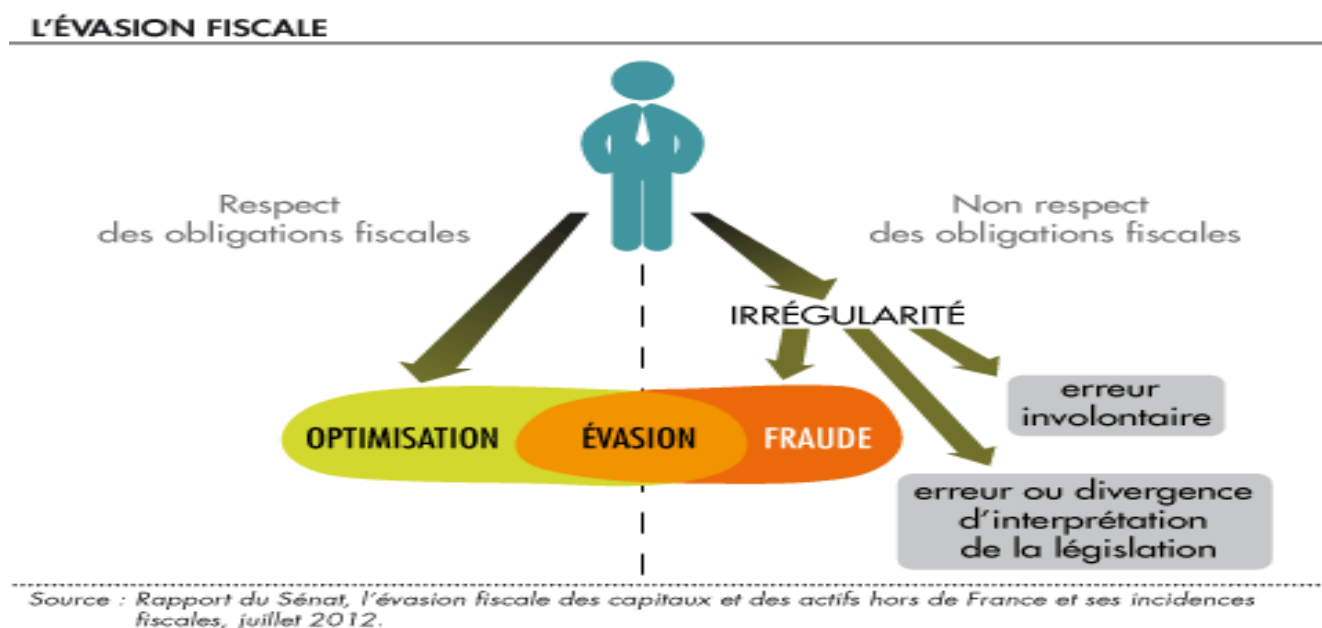 L'ÉVASION FISCALE
Respect
des obligations fiscales
Non respect
des obligations fiscales
IRRÉGULARITÉ
erreur
involontaire
OPTIMISATION
ÉVASION
FRAUDE
erreur ou divergence
d'interprétation
de la législation
Source : Rapport du Sénat, l'évasion fiscale des capitaux et des actifs hors de France et ses incidences
fiscales, juillet 2012.